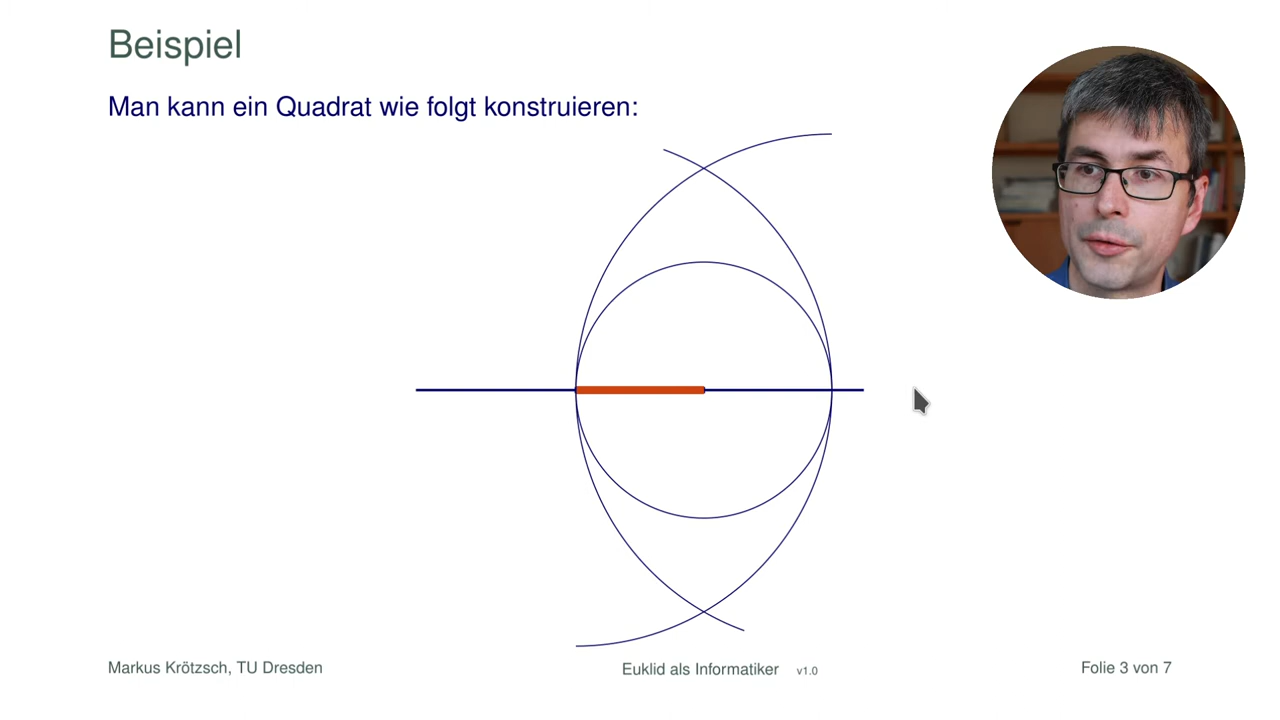 Beispiel
Man kann ein Quadrat wie folgt konstruieren:
Markus Krötzsch, TU Dresden
Euklid als Informatiker v1.0
Folie 3 von 7